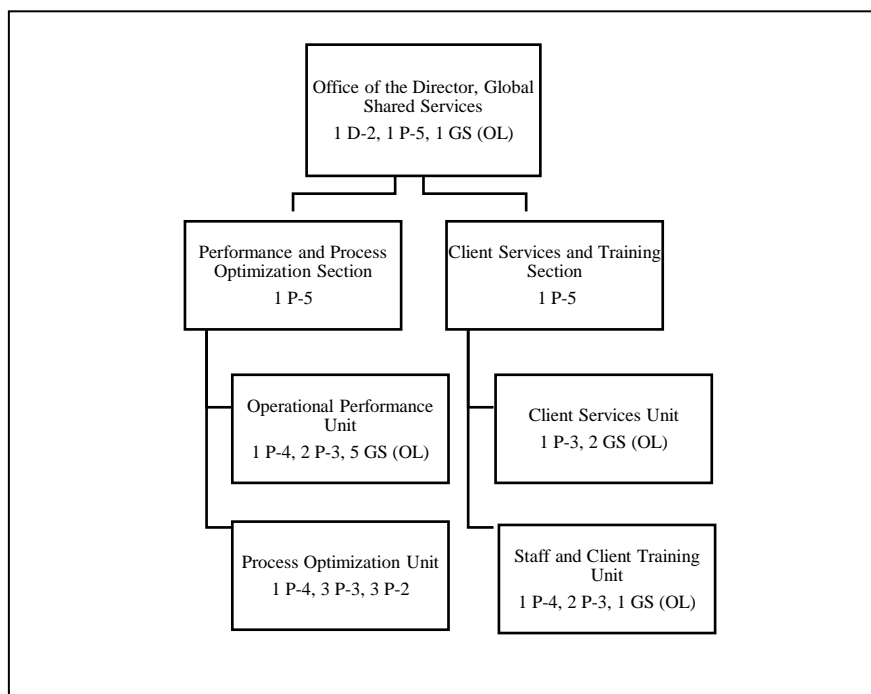 Office of the Director, Global
Shared Services
1 D-2, 1 P-5, 1 GS (OL)
Performance and Process
Optimization Section
1 P-5
Client Services and Training
Section
1 P-5
Operational Performance
Unit
1 P-4, 2 P-3, 5 GS (OL)
Client Services Unit
1 P-3, 2 GS (OL)
Process Optimization Unit
1 P-4, 3 P-3, 3 P-2
Staff and Client Training
Unit
1 P-4, 2 P-3, 1 GS (OL)